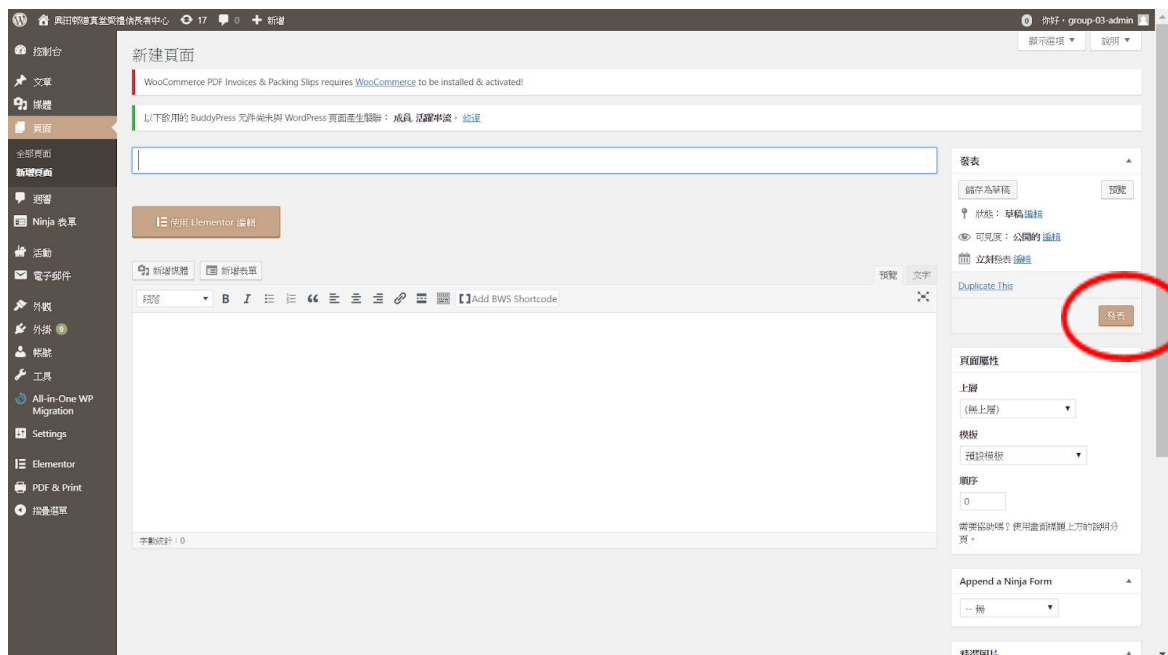 興田邨道真堂愛禮信長者中心 17 0 新增
0 你好,group-03-admin
控制台
文章
媒體
頁面
全部頁面
新增頁面
迴響
Ninja 表單
活動
電子郵件
外觀
外掛 9
帳號
工具
All-in-One WP
Migration
Settings
Elementor
PDF & Print
摺疊選單
顯示選項 ▼ 說明 ▼
新建頁面
WooCommerce PDF Invoices & Packing Slips requires WooCommerce to be installed & activated!
以下啟用的 BuddyPress 元件尚未與 WordPress 頁面產生關聯: 成員, 活躍串流。 修復
使用 Elementor 編輯
新增媒體 新增表單
預覽 文字
段落 B I Add BWS Shortcode
字數統計:0
發表
儲存為草稿 預覽
狀態: 草稿 編輯
可見度: 公開的 編輯
立刻發表 編輯
Duplicate This
發表
頁面屬性
上層
(無上層)
模板
預設模板
順序
0
需要協助嗎?使用畫面標題上方的說明分
頁。
Append a Ninja Form
-- 無
精選圖片